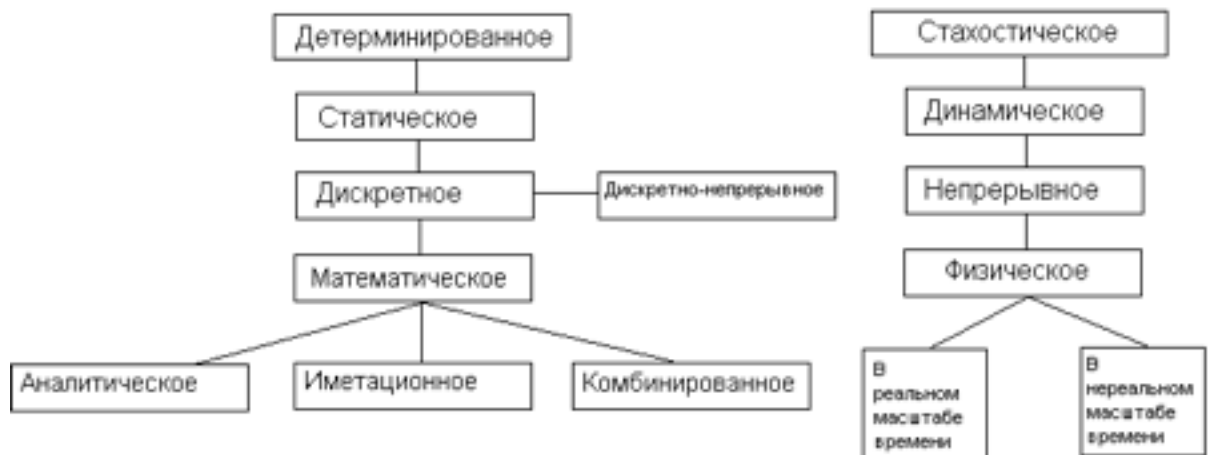 Детерминированное
Статическое
Дискретное
Дискретно-непрерывное
Математическое
Аналитическое
Иметационное
Комбинированное
Стахостическое
Динамическое
Непрерывное
Физическое
В
реальном
масштабе
времени
В
нереальном
масштабе
времени